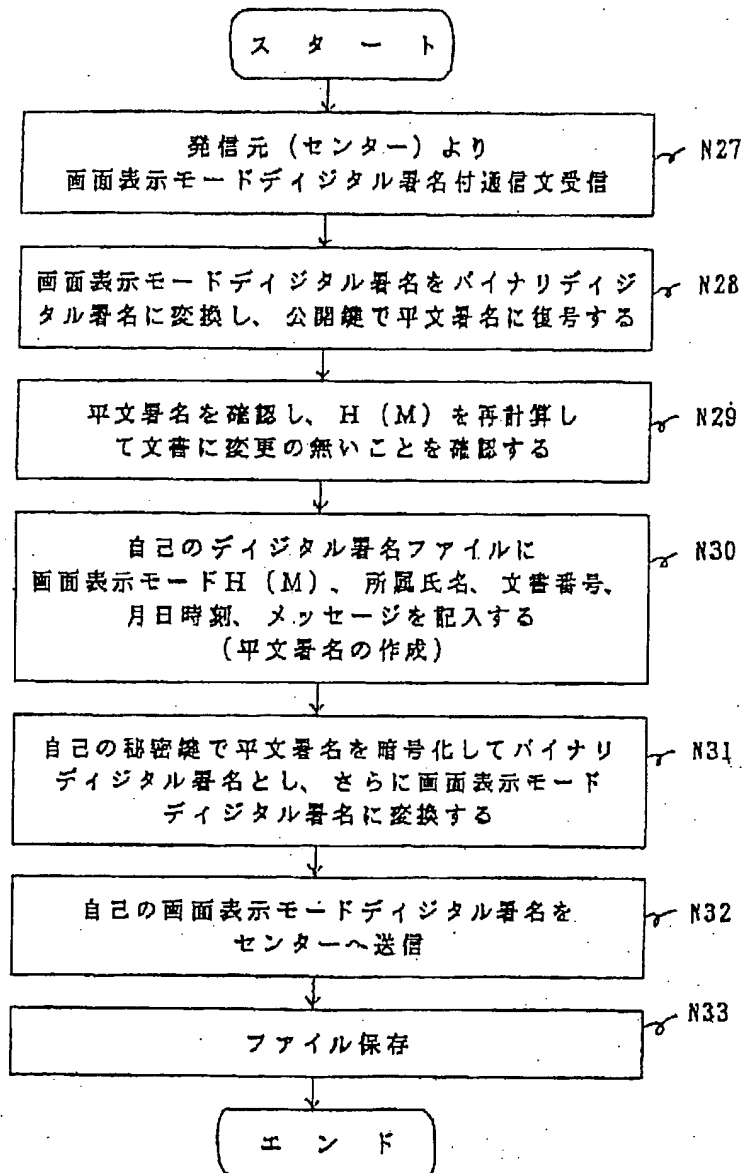 スタート
発信元(センター)より
画面表示モードディジタル署名付通信文受信
N27
画面表示モードディジタル署名をバイナリディジ
タル署名に変換し、公開鍵で平文署名に復号する
N28
平文署名を確認し、H(M)を再計算し
て文書に変更の無いことを確認する
N29
自己のディジタル署名ファイルに
画面表示モードH(M)、所属氏名、文書番号、
月日時刻、メッセージを記入する
(平文署名の作成)
N30
自己の秘密鍵で平文署名を暗号化してバイナリ
ディジタル署名とし、さらに画面表示モード
ディジタル署名に変換する
N31
自己の画面表示モードディジタル署名を
センターへ送信
N32
ファイル保存
N33
エンド